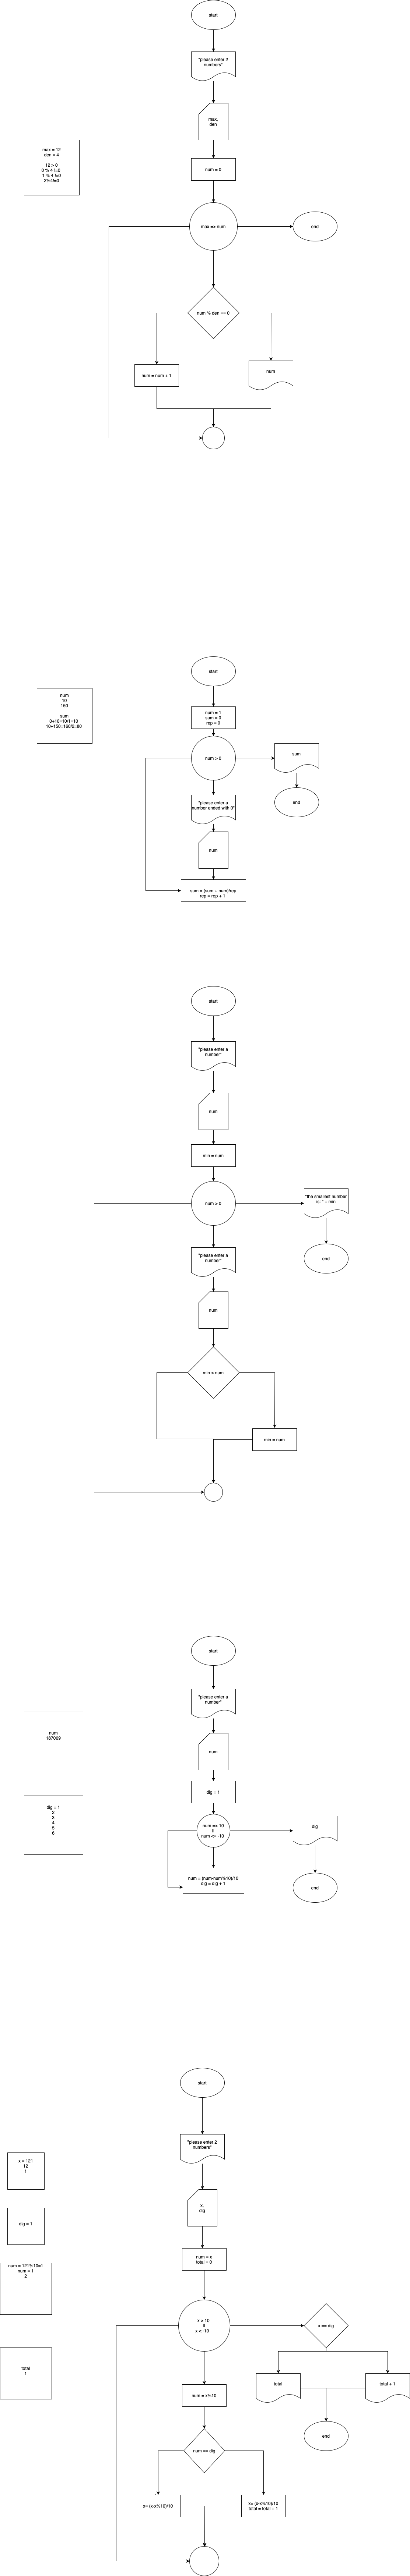 start
"please enter 2
numbers"
max,
den
max = 12
den = 4
12 > 0
0 % 4 !=0
1 % 4 !=0
2%4!=0
num = 0
max => num
end
num % den == 0
num = num + 1
num
start
num
10
150
sum
0+10=10/1=10
10+150=160/2=80
num = 1
sum = 0
rep = 0
num > 0
sum
"please enter a
number ended with 0"
end
num
sum = (sum + num)/rep
rep = rep + 1
start
"please enter a
number"
num
min = num
num > 0
"the smallest number
is: " + min
"please enter a
number"
end
num
min > num
min = num
start
"please enter a
number"
num
187009
num
dig = 1
dig = 1
2
3
4
5
6
num => 10
||
num <= -10
dig
num = (num-num%10)/10
dig = dig + 1
end
start
"please enter 2
numbers"
x = 121
12
1
x,
dig
dig = 1
num = x
total = 0
num = 121%10=1
num = 1
2
x > 10
||
x < -10
x == dig
total
1
num = x%10
total
total + 1
end
num == dig
x= (x-x%10)/10
x= (x-x%10)/10
total = total + 1